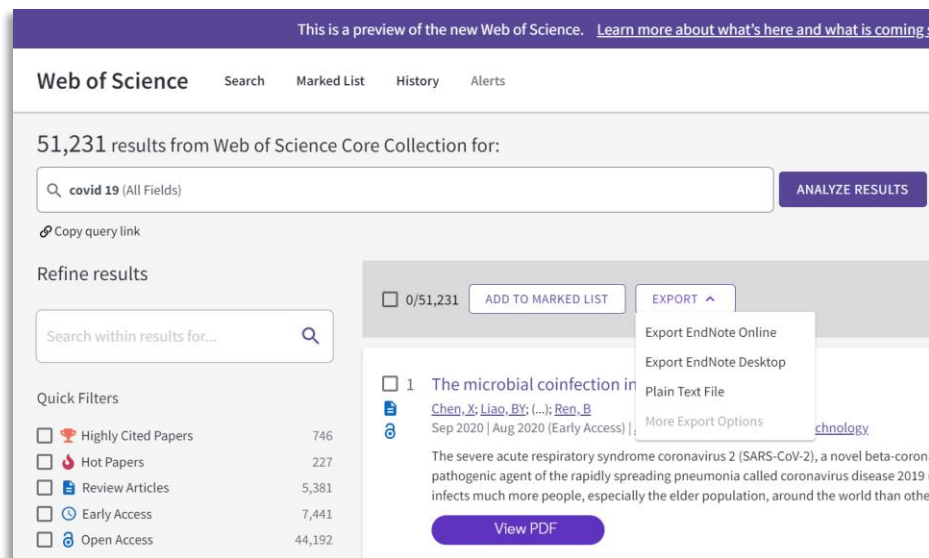 This is a preview of the new Web of Science. Learn more about what's here and what is coming
Web of Science Search Marked List History Alerts
51,231 results from Web of Science Core Collection for:
covid 19 (All Fields)
ANALYZE RESULTS
Copy query link
Refine results
0/51,231 ADD TO MARKED LIST EXPORT
Search within results for...
Export EndNote Online
Export EndNote Desktop
Plain Text File
More Export Options
Quick Filters
Highly Cited Papers 746
Hot Papers 227
Review Articles 5,381
Early Access 7,441
Open Access 44,192
1 The microbial coinfection in
Chen, X; Liao, BY; (...); Ren, B
Sep 2020 | Aug 2020 (Early Access) |
The severe acute respiratory syndrome coronavirus 2 (SARS-CoV-2), a novel beta-coron
pathogenic agent of the rapidly spreading pneumonia called coronavirus disease 2019
infects much more people, especially the elder population, around the world than othe
View PDF